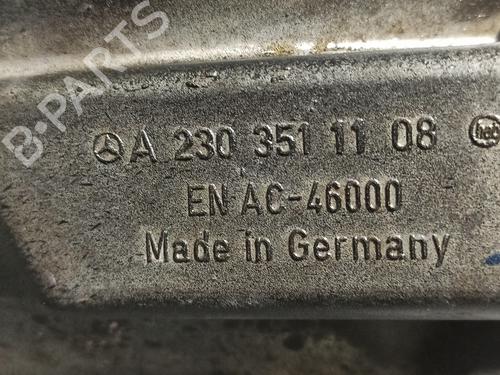 B-PARTS
A 230 351 11 08
EN AC-46000
Made in Germany